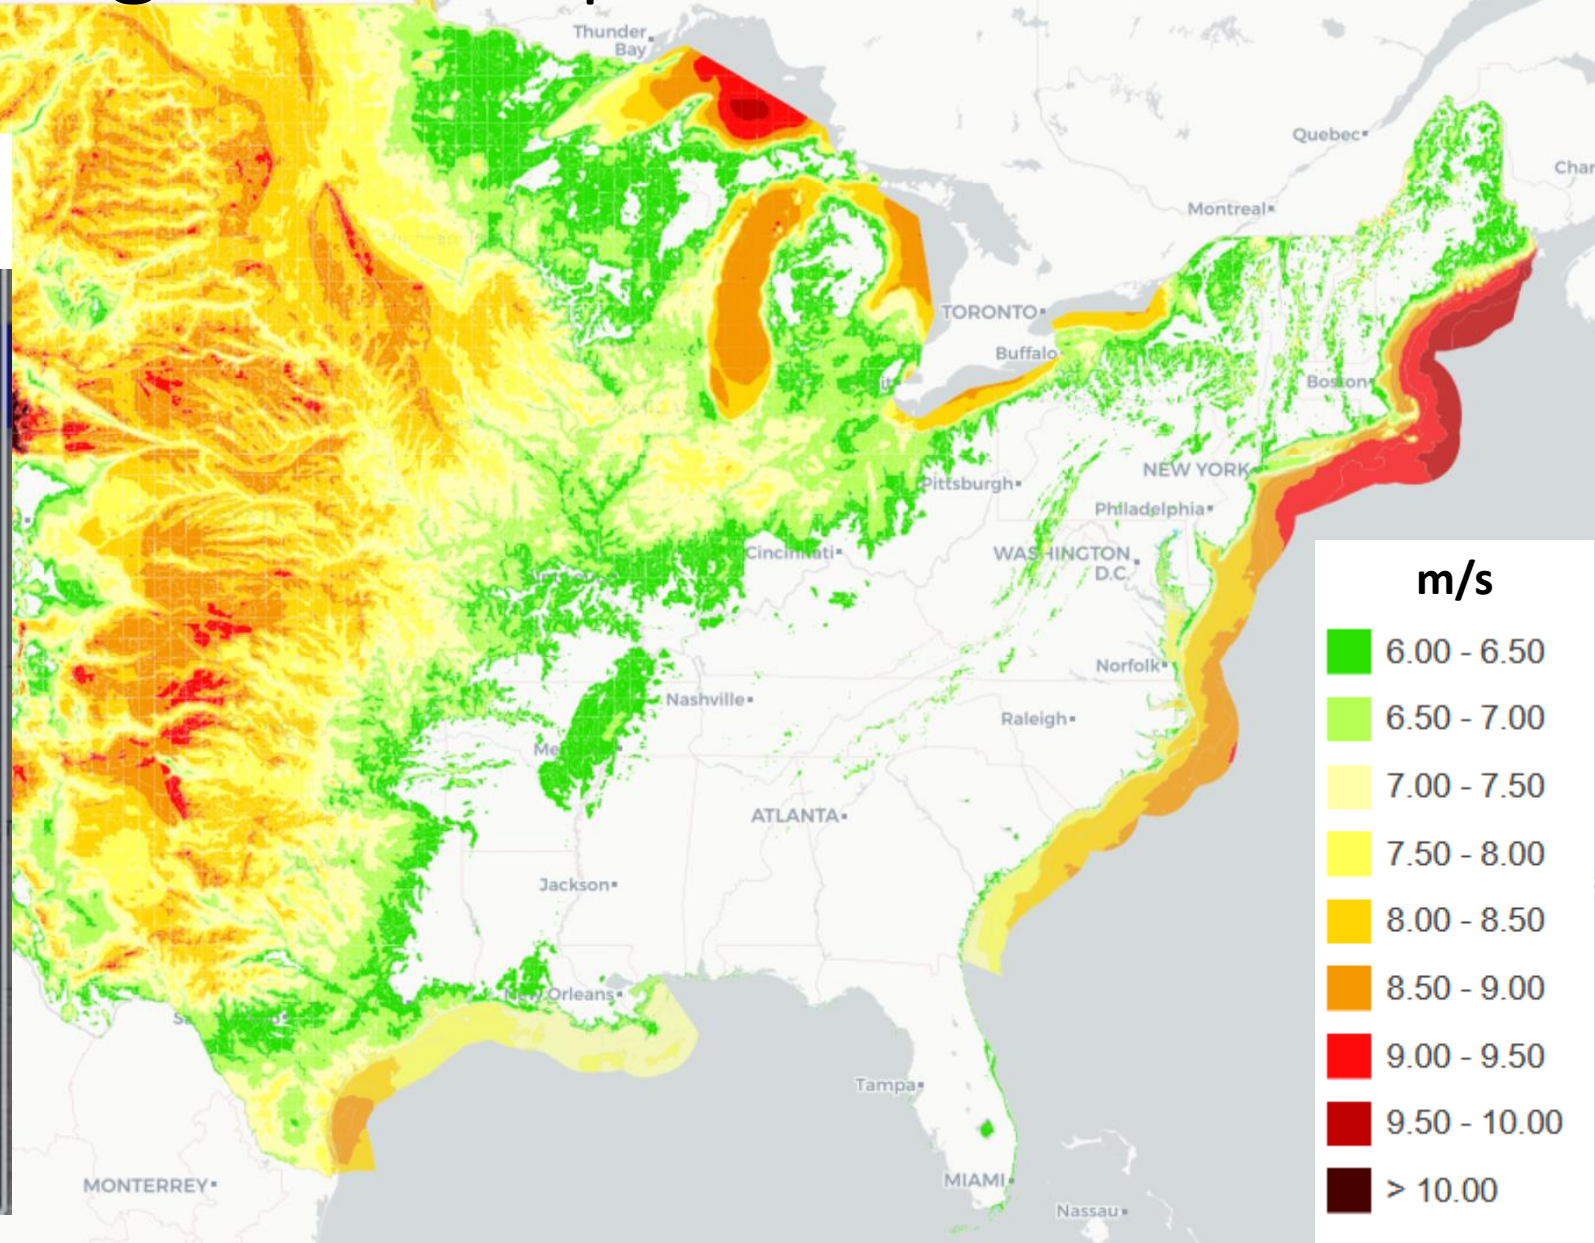 Thunder
Bay
Quebec
Char
Montreal
TORONTO
Buffalo
Boston
NEW YORK
Pittsburgh
Philadelphia
Cincinnati
WASHINGTON
D.C.
Norfolk
Nashville
Raleigh
ATLANTA
Jackson
New Orleans
Tampa
MIAMI
MONTERREY
Nassau
m/s
6.00 - 6.50
6.50 - 7.00
7.00 - 7.50
7.50 - 8.00
8.00 - 8.50
8.50 - 9.00
9.00 - 9.50
9.50 - 10.00
> 10.00